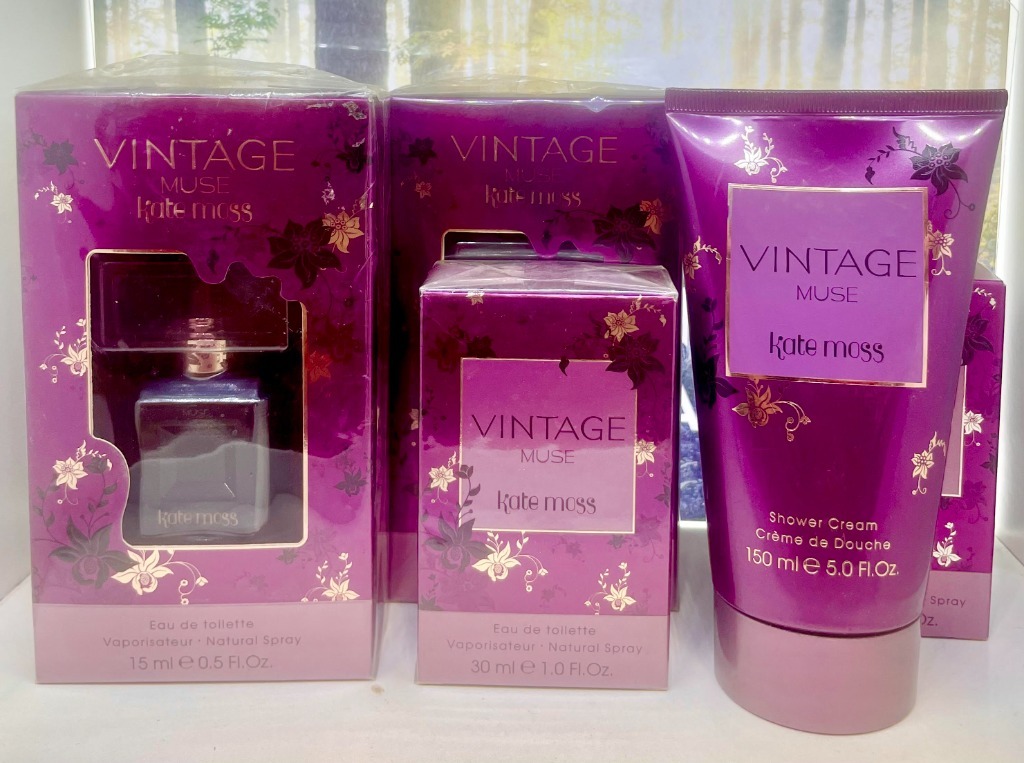 VINTAGE
MUSE
kate moss
MUSE
kate moss
Eau de toilette
Vaporisateur · Natural Spray
15 ml e 0.5 Fl.Oz.
VINTAGE
MUSE
kate moss
VINTAGE
MUSE
kate moss
Eau de toilette
Vaporisateur · Natural Spray
30 ml e 1.0 Fl.Oz.
VINTAGE
MUSE
kate moss
Shower Cream
Crème de Douche
150 ml e 5.0 Fl.Oz.
Spray
Oz.